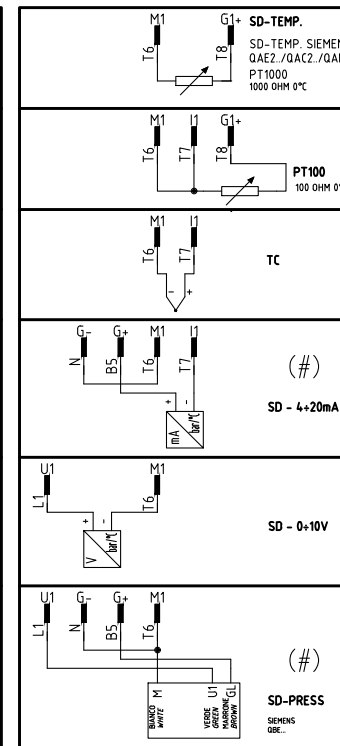 M1 G1+ SD-TEMP.
T6 T8 SD-TEMP. SIEMEN
QAE2../QAC2../QAI
PT1000
1000 OHM 0°C
M1 I1 G1+
T6 T7 T8
PT100
100 OHM 0°
M1 I1
T6 T7
TC
- +
G- G+ M1 I1
N B5 T6 T7
(#)
+ -
SD - 4÷20mA
mA bar/°C
U1 M1
L1 T6
+ -
SD - 0÷10V
V bar/°C
U1 G- G+ M1
L1 N B5 T6
(#)
M U1 GL
SD-PRESS
BIANCO
WHITE
VERDE
GREEN
MARRONE
BROWN
SIEMENS
QBE...